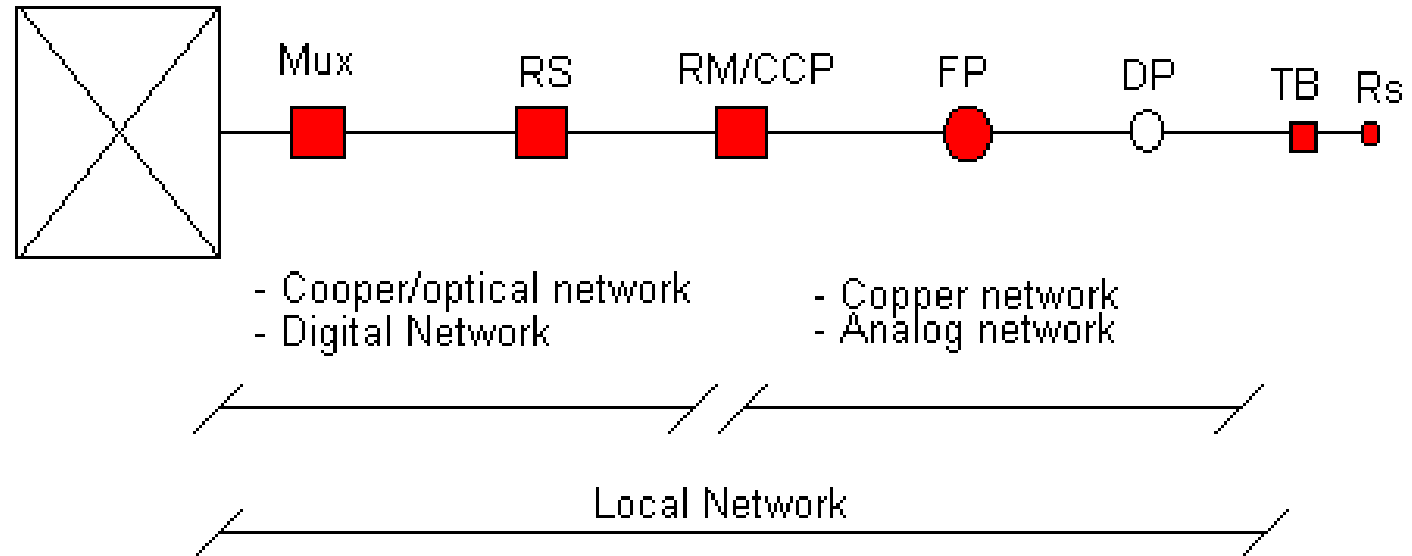 Mux
RS
RM/CCP
FP
DP
TB
Rs
- Cooper/optical network
- Digital Network
- Copper network
- Analog network
Local Network